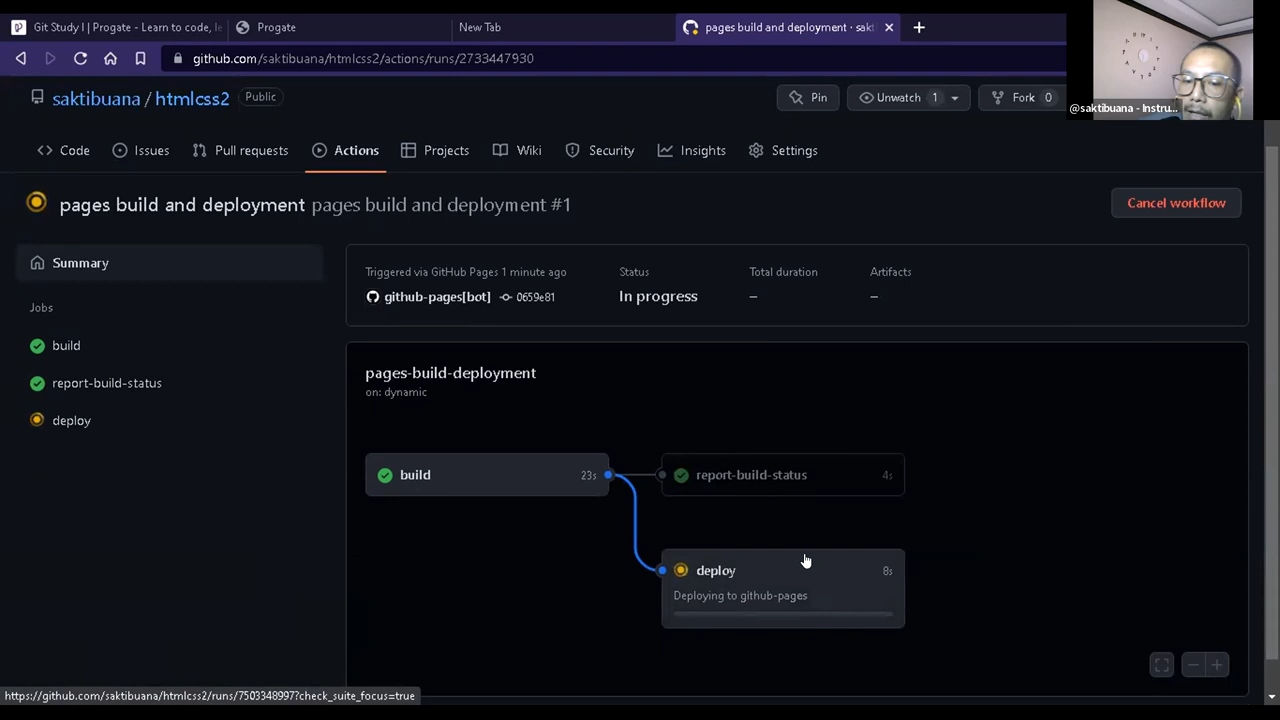 Git Study I | Progate - Learn to code, le
Progate
New Tab
pages build and deployment · sakti
github.com/saktibuana/htmlcss2/actions/runs/2733447930
@saktibuana - Instru...
saktibuana / htmlcss2
Public
Pin
Unwatch 1
Fork 0
Code
Issues
Pull requests
Actions
Projects
Wiki
Security
Insights
Settings
pages build and deployment pages build and deployment #1
Cancel workflow
Summary
Jobs
build
report-build-status
deploy
Triggered via GitHub Pages 1 minute ago
github-pages[bot] 0659e81
Status
In progress
Total duration
–
Artifacts
–
pages-build-deployment
on: dynamic
build 23s
report-build-status 4s
deploy 8s
Deploying to github-pages
https://github.com/saktibuana/htmlcss2/runs/7503348997?check_suite_focus=true